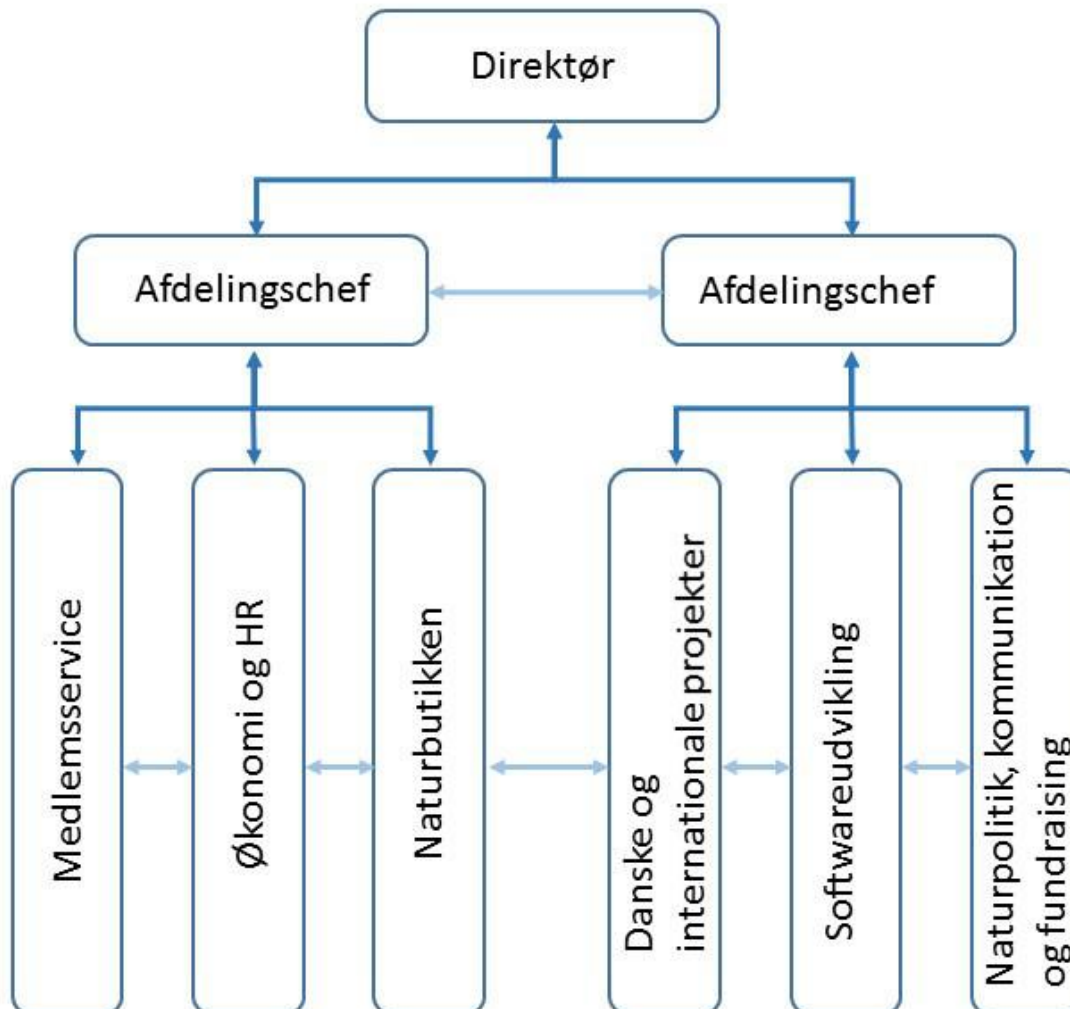 Direktør
Afdelingschef
Afdelingschef
Medlemsservice
Økonomi og HR
Naturbutikken
Danske og
internationale projekter
Softwareudvikling
Naturpolitik, kommunikation
og fundraising